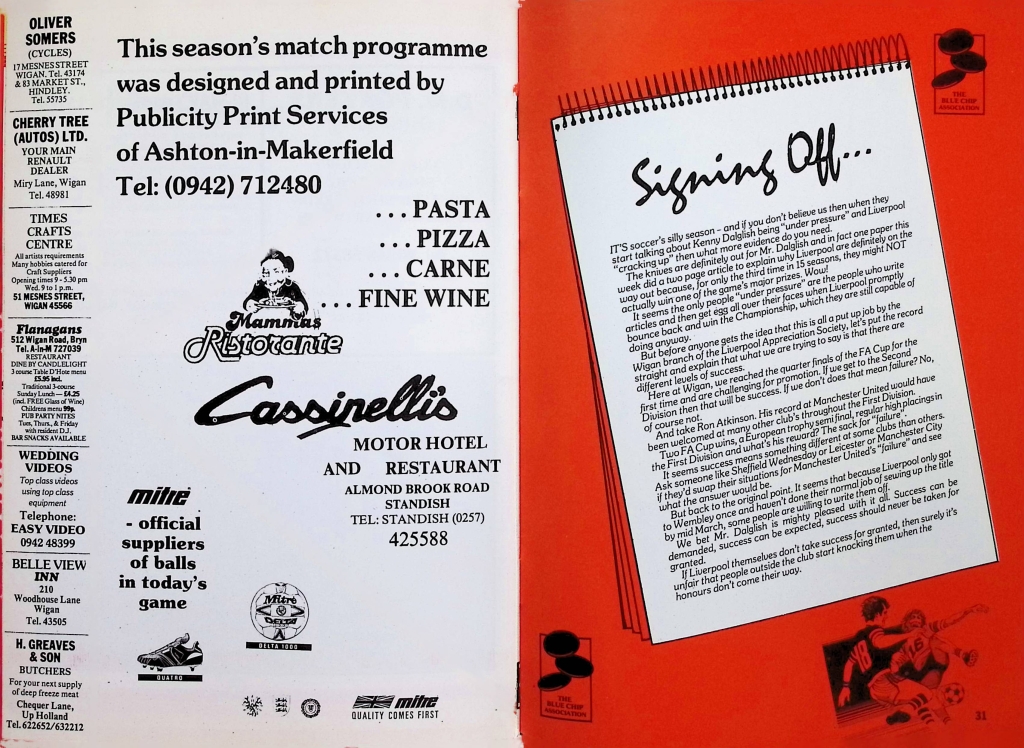 OLIVER
SOMERS
(CYCLES)
17 MESNES STREET
WIGAN. Tel. 43174
& 83 MARKET ST.,
HINDLEY.
Tel. 55735
CHERRY TREE
(AUTOS) LTD.
YOUR MAIN
RENAULT
DEALER
Miry Lane, Wigan
Tel. 48981
TIMES
CRAFTS
CENTRE
All artists requirements
Many hobbies catered for
Craft Suppliers
Opening times 9 - 5.30 pm
Wed. 9 to 1 p.m.
51 MESNES STREET,
WIGAN 45566
Flanagans
512 Wigan Road, Bryn
Tel. A-in-M 727039
RESTAURANT
DINE BY CANDLELIGHT
3 course Table D'Hote menu
£5.95 incl.
Traditional 3-course
Sunday Lunch — £4.25
(incl. FREE Glass of Wine)
Childrens menu 99p.
PUB PARTY NITES
Tues, Thurs., & Friday
with resident D.J.
BAR SNACKS AVAILABLE
WEDDING
VIDEOS
Top class videos
using top class
equipment
Telephone:
EASY VIDEO
0942 48399
BELLE VIEW
INN
210
Woodhouse Lane
Wigan
Tel. 43505
H. GREAVES
& SON
BUTCHERS
For your next supply
of deep freeze meat
Chequer Lane,
Up Holland
Tel. 622652/632212
This season's match programme
was designed and printed by
Publicity Print Services
of Ashton-in-Makerfield
Tel: (0942) 712480
...PASTA
...PIZZA
...CARNE
...FINE WINE
Mammas
Ristorante
Cassinelli's
MOTOR HOTEL
AND RESTAURANT
ALMOND BROOK ROAD
STANDISH
TEL: STANDISH (0257)
425588
mitre
- official
suppliers
of balls
in today's
game
Mitre
DELTA
DELTA 1000
QUATRO
mitre
QUALITY COMES FIRST
THE
BLUE CHIP
ASSOCIATION
Signing Off...
IT'S soccer's silly season - and if you don't believe us then when they
start talking about Kenny Dalglish being "under pressure" and Liverpool
"cracking up" then what more evidence do you need.
The knives are definitely out for Mr. Dalglish and in fact one paper this
week did a two page article to explain why Liverpool are definitely on the
way out because, for only the third time in 15 seasons, they might NOT
actually win one of the game's major prizes. Wow!
It seems the only people "under pressure" are the people who write
articles and then get egg all over their faces when Liverpool promptly
bounce back and win the Championship, which they are still capable of
doing anyway.
But before anyone gets the idea that this is all a put up job by the
Wigan branch of the Liverpool Appreciation Society, let's put the record
straight and explain that what we are trying to say is that there are
different levels of success.
Here at Wigan, we reached the quarter finals of the FA Cup for the
first time and are challenging for promotion. If we get to the Second
Division then that will be success. If we don't does that mean failure? No,
of course not.
And take Ron Atkinson. His record at Manchester United would have
been welcomed at many other club's throughout the First Division.
Two FA Cup wins, a European trophy semi final, regular high placings in
the First Division and what's his reward? The sack for "failure".
It seems success means something different at some clubs than others.
Ask someone like Sheffield Wednesday or Leicester or Manchester City
if they'd swap their situations for Manchester United's "failure" and see
what the answer would be.
But back to the original point. It seems that because Liverpool only got
to Wembley once and haven't done their normal job of sewing up the title
by mid March, some people are willing to write them off.
We bet Mr. Dalglish is mighty pleased with it all. Success can be
demanded, success can be expected, success should never be taken for
granted.
If Liverpool themselves don't take success for granted, then surely it's
unfair that people outside the club start knocking them when the
honours don't come their way.
THE
BLUE CHIP
ASSOCIATION
31